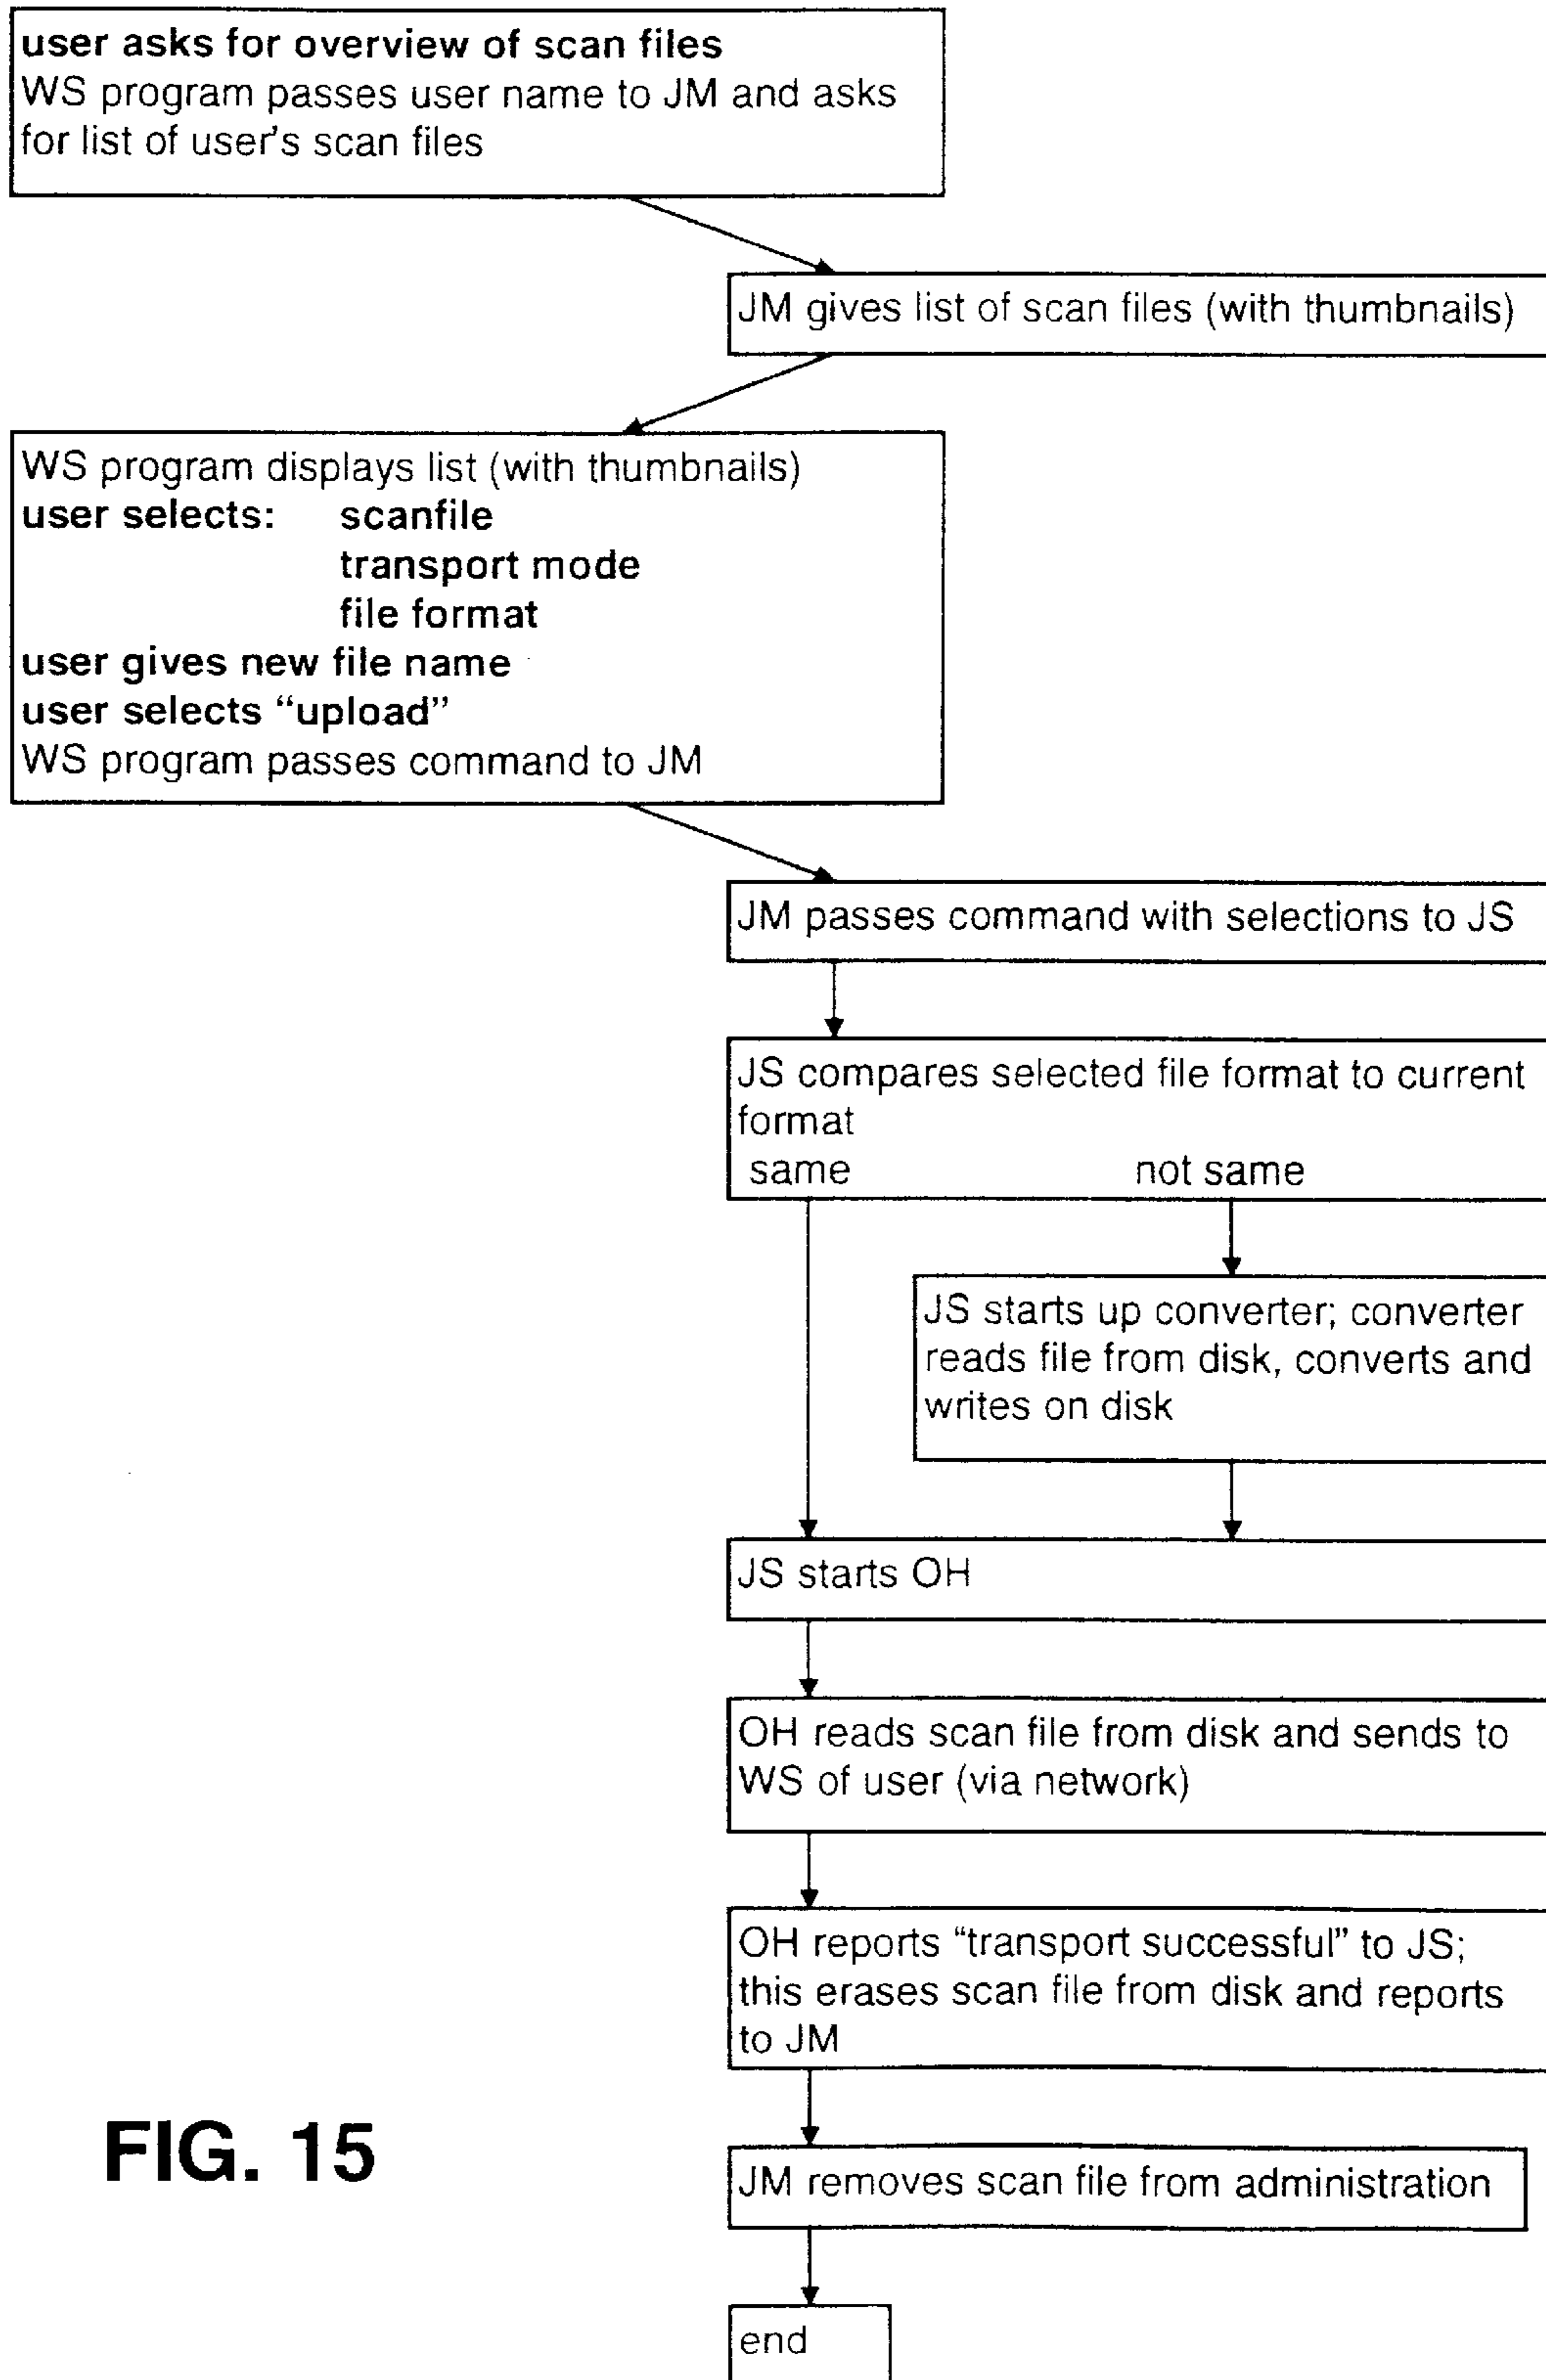 user asks for overview of scan files
WS program passes user name to JM and asks
for list of user's scan files
JM gives list of scan files (with thumbnails)
WS program displays list (with thumbnails)
user selects: scanfile
transport mode
file format
user gives new file name
user selects “upload”
WS program passes command to JM
JM passes command with selections to JS
JS compares selected file format to current
format
same not same
JS starts up converter; converter
reads file from disk, converts and
writes on disk
JS starts OH
OH reads scan file from disk and sends to
WS of user (via network)
OH reports “transport successful” to JS;
this erases scan file from disk and reports
to JM
JM removes scan file from administration
end
FIG. 15